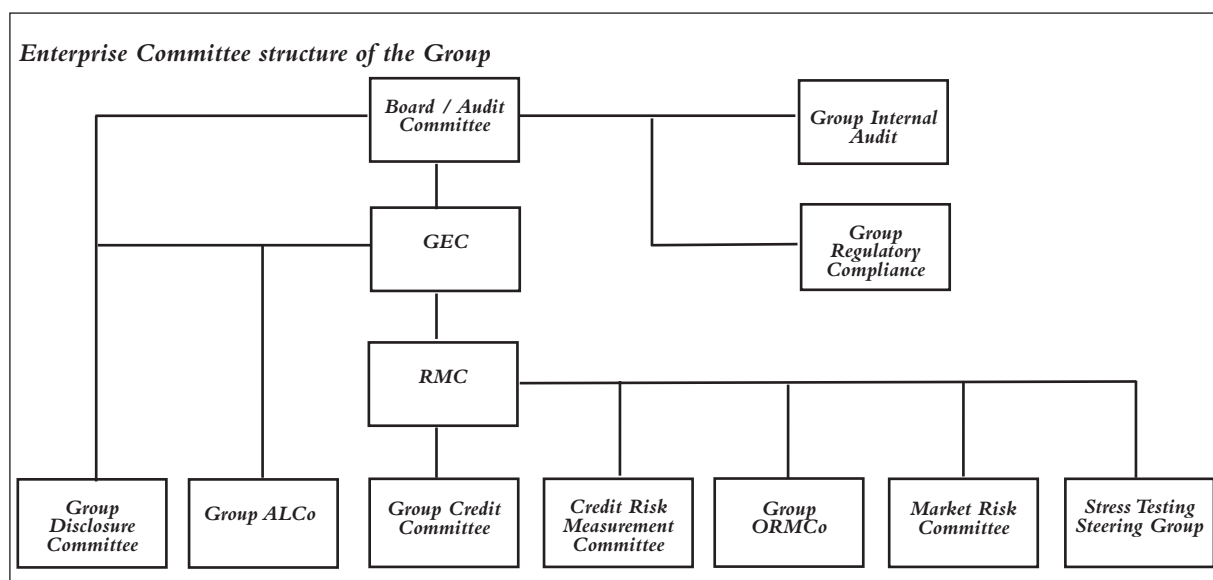 Enterprise Committee structure of the Group
Board / Audit
Committee
Group Internal
Audit
GEC
Group
Regulatory
Compliance
RMC
Group
Disclosure
Committee
Group ALCo
Group Credit
Committee
Credit Risk
Measurement
Committee
Group
ORMCo
Market Risk
Committee
Stress Testing
Steering Group